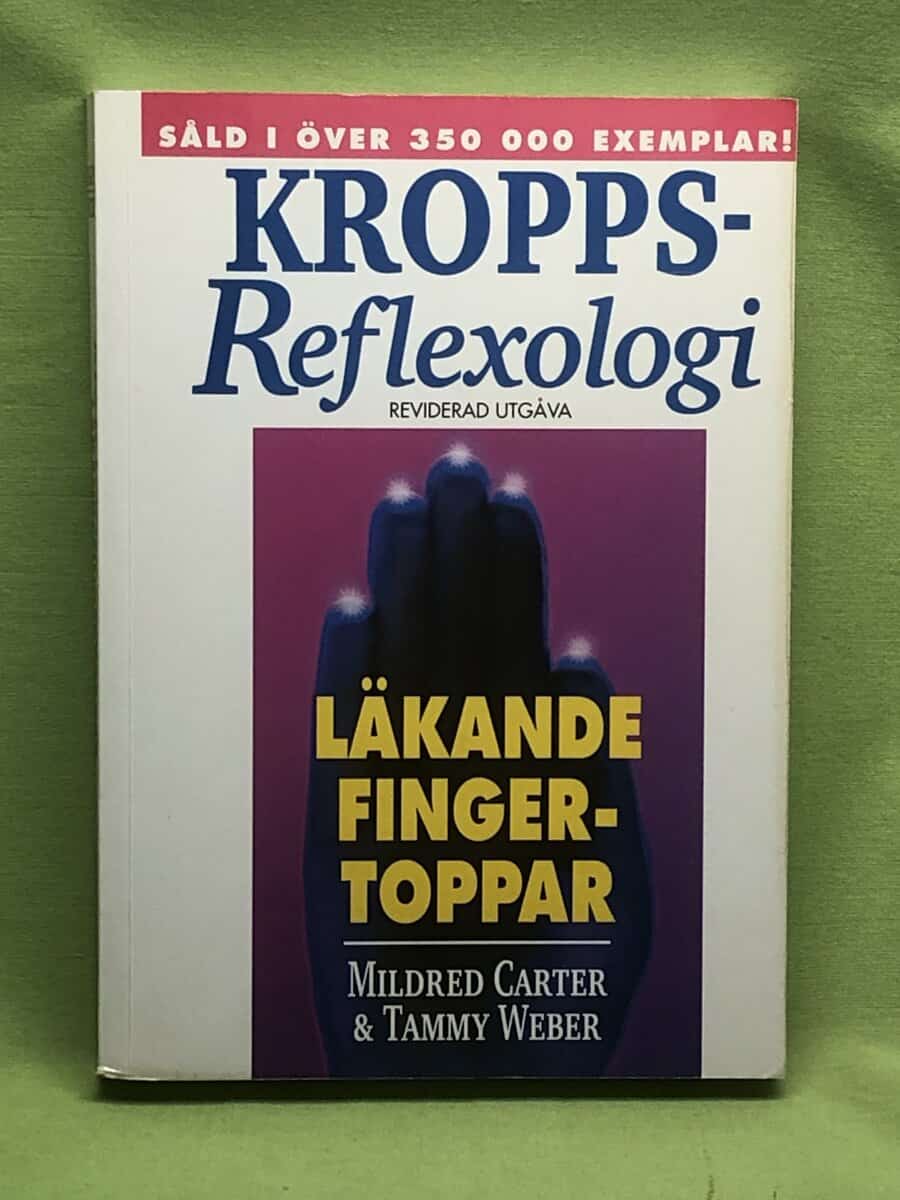 SÅLD I ÖVER 350 000 EXEMPLAR!
KROPPS-
Reflexologi
REVIDERAD UTGÅVA
LÄKANDE
FINGER-
TOPPAR
MILDRED CARTER
& TAMMY WEBER